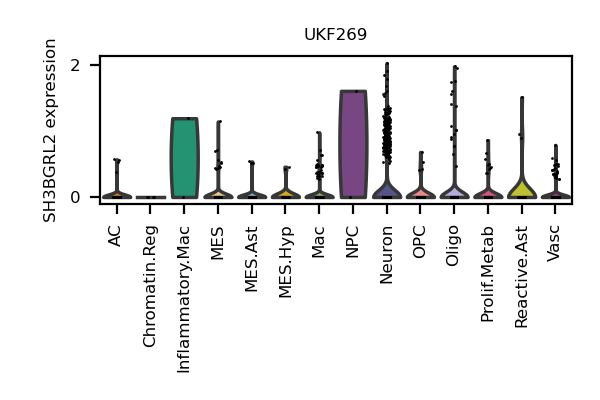 UKF269
SH3BGRL2 expression
2
0
AC
Chromatin.Reg
Inflammatory.Mac
MES
MES.Ast
MES.Hyp
Mac
NPC
Neuron
OPC
Oligo
Prolif.Metab
Reactive.Ast
Vasc